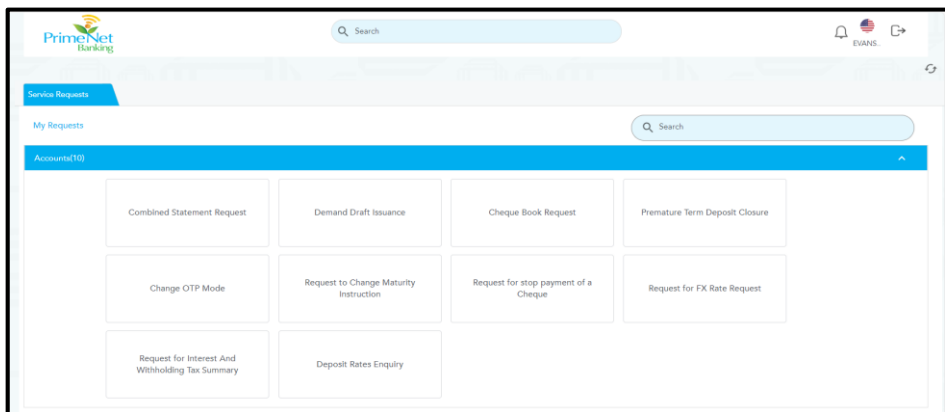 PrimeNet
Banking
Search
EVANS..
Service Requests
My Requests
Search
Accounts(10)
Combined Statement Request
Demand Draft Issuance
Cheque Book Request
Premature Term Deposit Closure
Change OTP Mode
Request to Change Maturity
Instruction
Request for stop payment of a
Cheque
Request for FX Rate Request
Request for Interest And
Withholding Tax Summary
Deposit Rates Enquiry